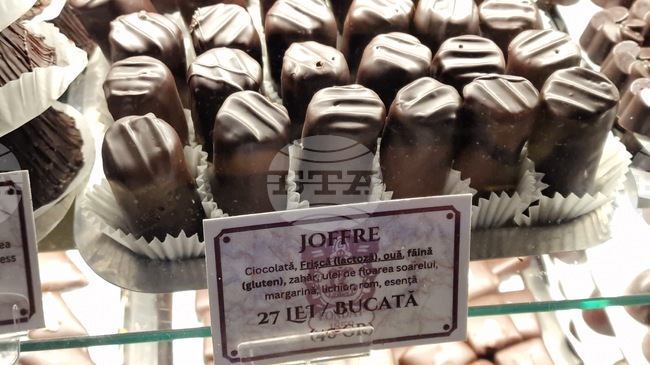 BTA
JOFFRE
Ciocolată, Frișcă (lactoză), ouă, făină
(gluten), zahăr, ulei de floarea soarelui,
margarină, lichior, rom, esență
27 LEI / BUCATĂ